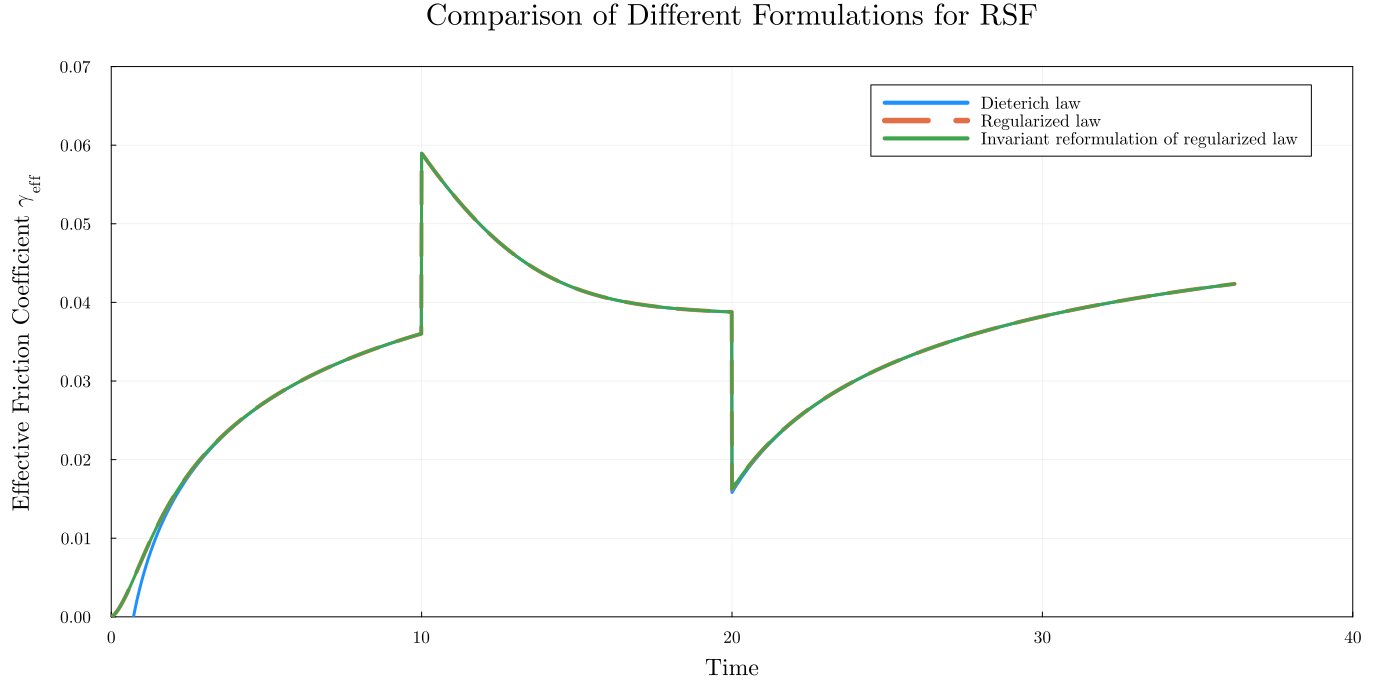 Comparison of Different Formulations for RSF
Effective Friction Coefficient γ_eff
0.07
0.06
0.05
0.04
0.03
0.02
0.01
0.00
Dieterich law
Regularized law
Invariant reformulation of regularized law
0 10 20 30 40
Time